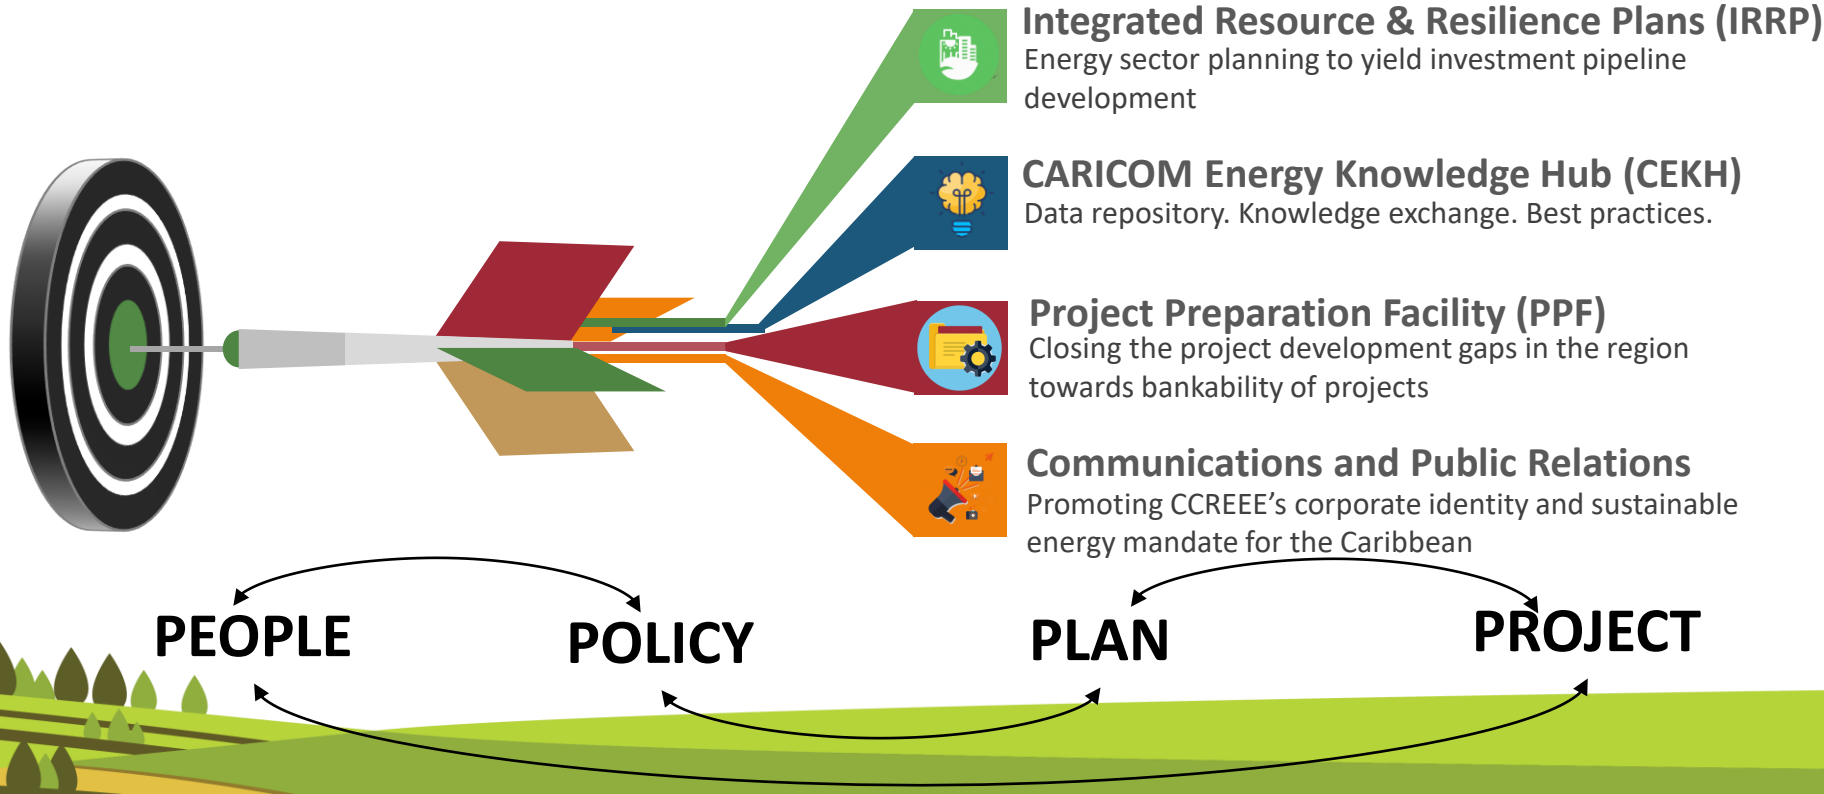 Integrated Resource & Resilience Plans (IRRP)
Energy sector planning to yield investment pipeline
development
CARICOM Energy Knowledge Hub (CEKH)
Data repository. Knowledge exchange. Best practices.
Project Preparation Facility (PPF)
Closing the project development gaps in the region
towards bankability of projects
Communications and Public Relations
Promoting CCREEE’s corporate identity and sustainable
energy mandate for the Caribbean
PEOPLE
POLICY
PLAN
PROJECT